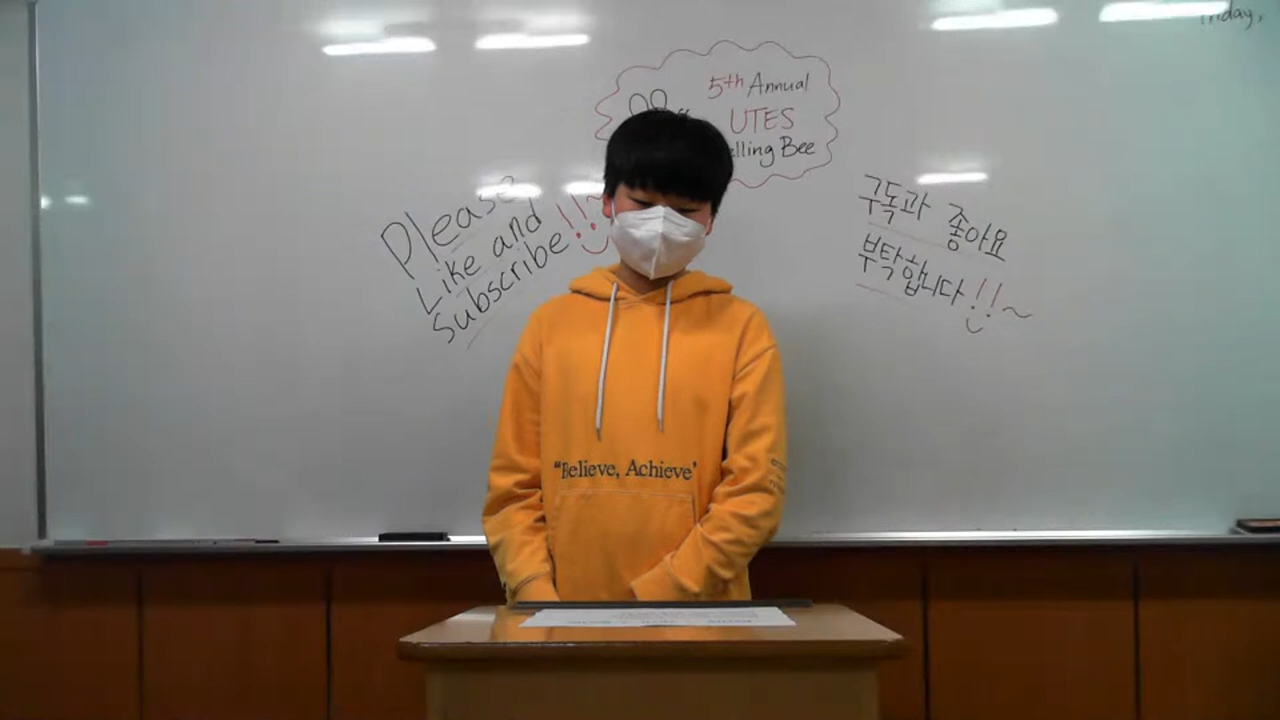 5th Annual
UTES
elling Bee
Please
Like and
Subscribe!!~
구독과 좋아요
부탁합니다!!~
"Believe, Achieve"